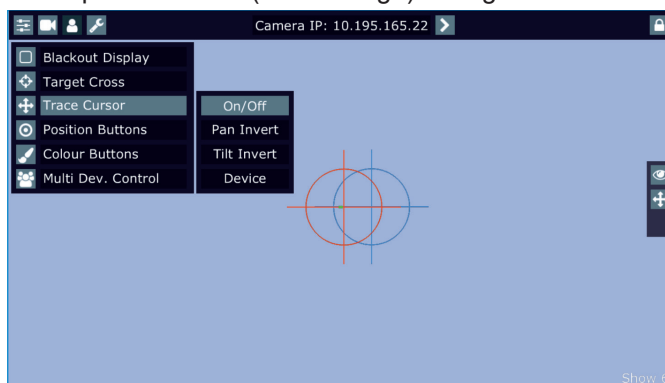 Camera IP: 10.195.165.22
Blackout Display
Target Cross
Trace Cursor
On/Off
Position Buttons
Pan Invert
Colour Buttons
Tilt Invert
Multi Dev. Control
Device
Show